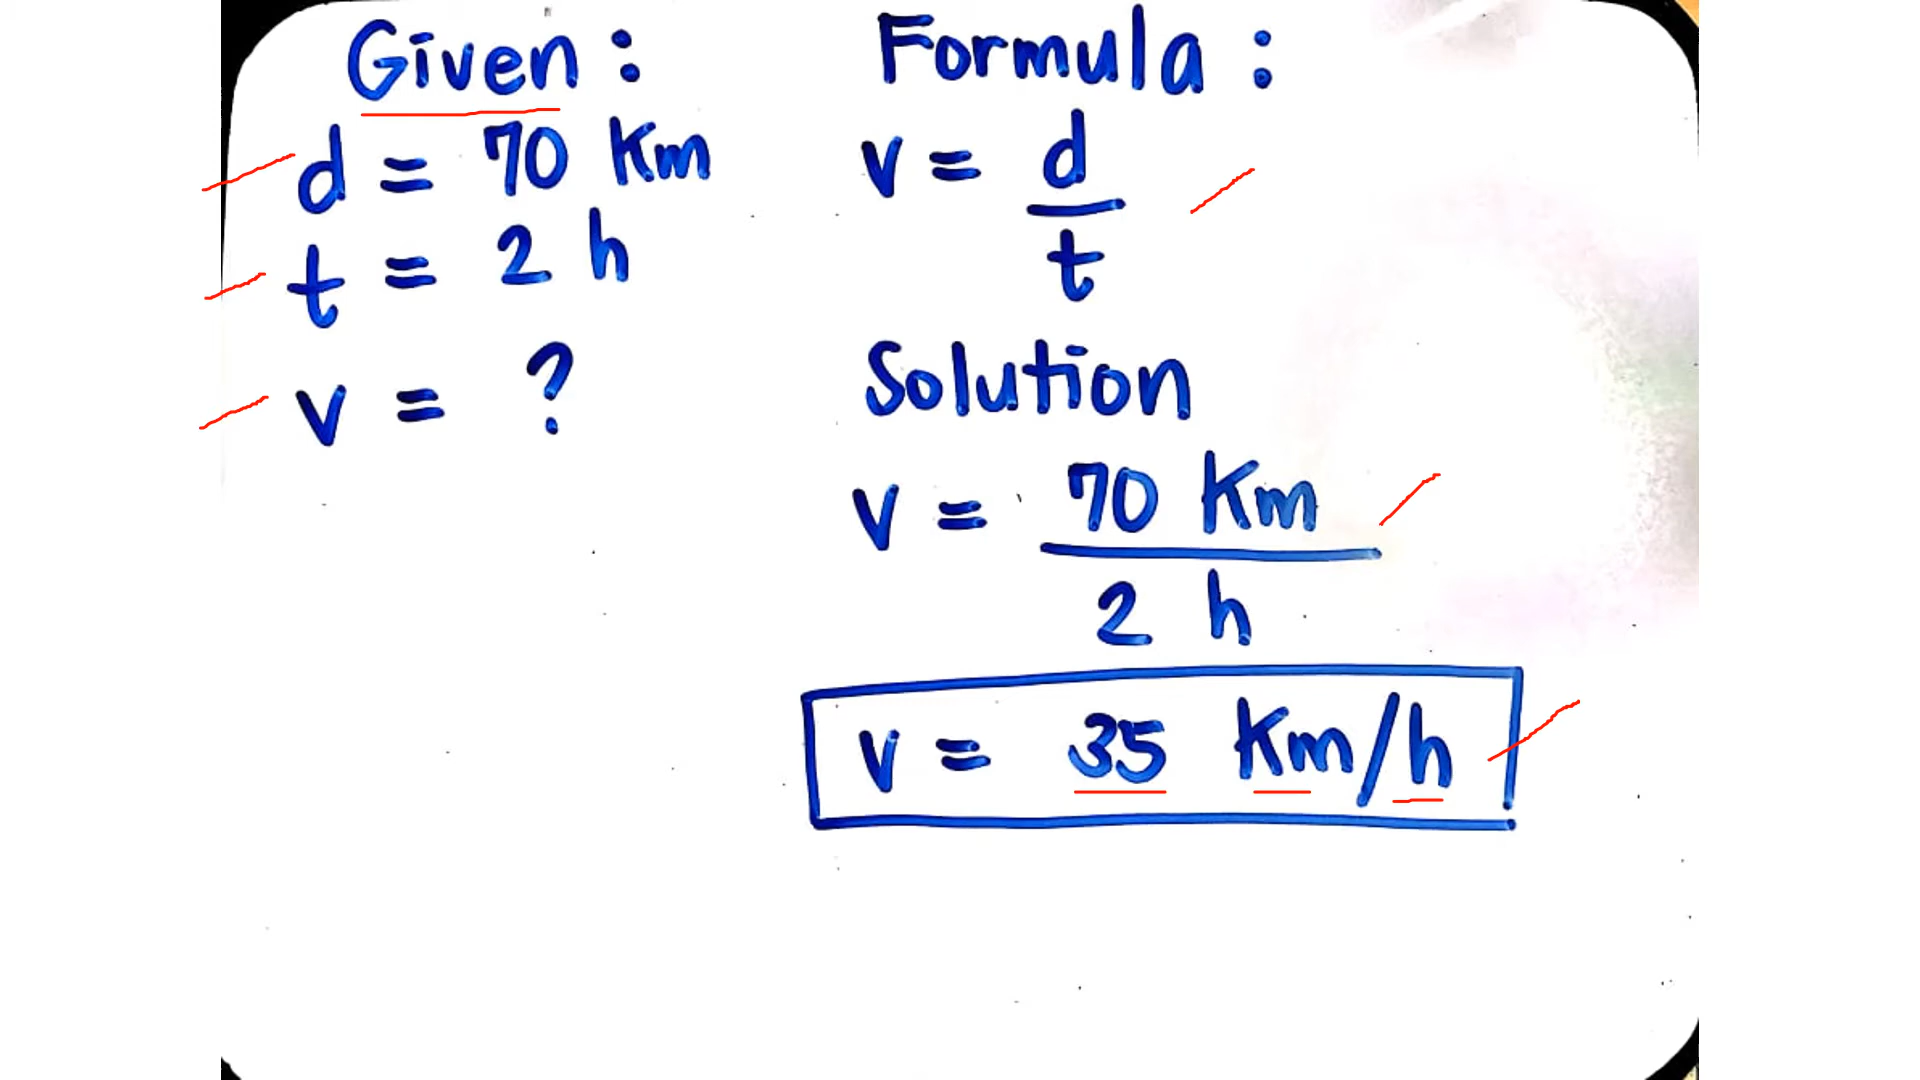 Given :
d = 70 Km
t = 2 h
v = ?
Formula :
v = d
t
Solution
v = 70 Km
2 h
v = 35 Km/h